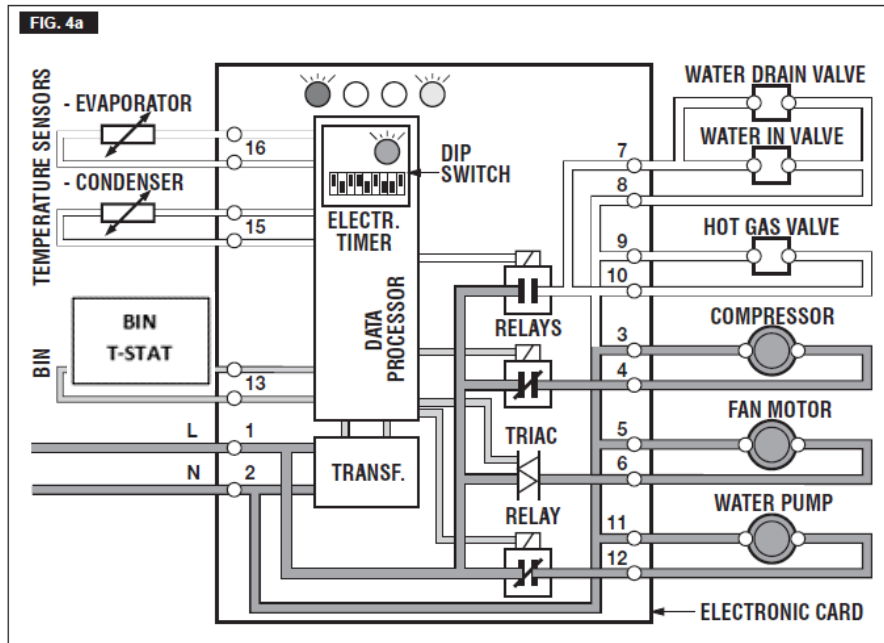 FIG. 4a
TEMPERATURE SENSORS
- EVAPORATOR
16
- CONDENSER
15
BIN
BIN
T-STAT
13
L
1
N
2
DIP
SWITCH
ELECTR.
TIMER
DATA
PROCESSOR
TRANSF.
RELAYS
TRIAC
RELAY
7
8
9
10
3
4
5
6
11
12
WATER DRAIN VALVE
WATER IN VALVE
HOT GAS VALVE
COMPRESSOR
FAN MOTOR
WATER PUMP
ELECTRONIC CARD